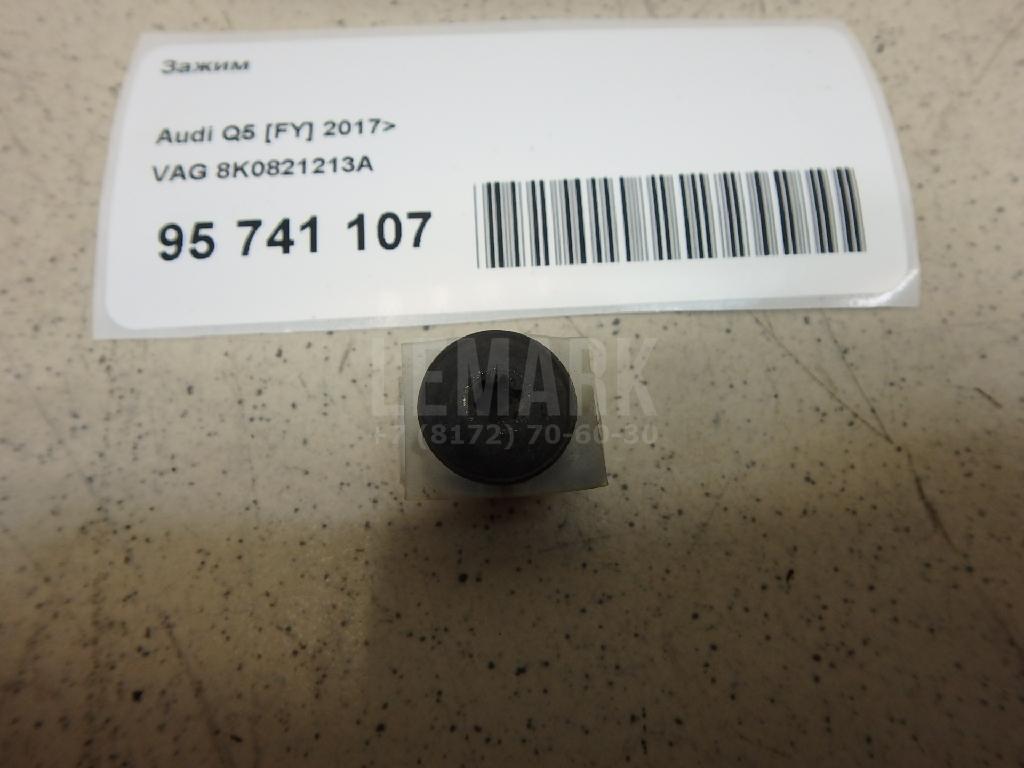 Зажим
Audi Q5 [FY] 2017>
VAG 8K0821213A
95 741 107
LEMARK
+7 (8172) 70-60-30